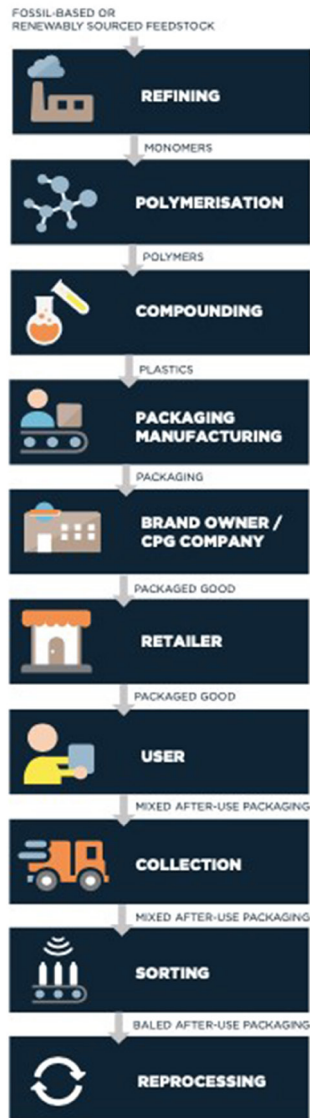 FOSSIL-BASED OR
RENEWABLY SOURCED FEEDSTOCK
REFINING
MONOMERS
POLYMERISATION
POLYMERS
COMPOUNDING
PLASTICS
PACKAGING
MANUFACTURING
PACKAGING
BRAND OWNER /
CPG COMPANY
PACKAGED GOOD
RETAILER
PACKAGED GOOD
USER
MIXED AFTER-USE PACKAGING
COLLECTION
MIXED AFTER-USE PACKAGING
SORTING
BALED AFTER-USE PACKAGING
REPROCESSING